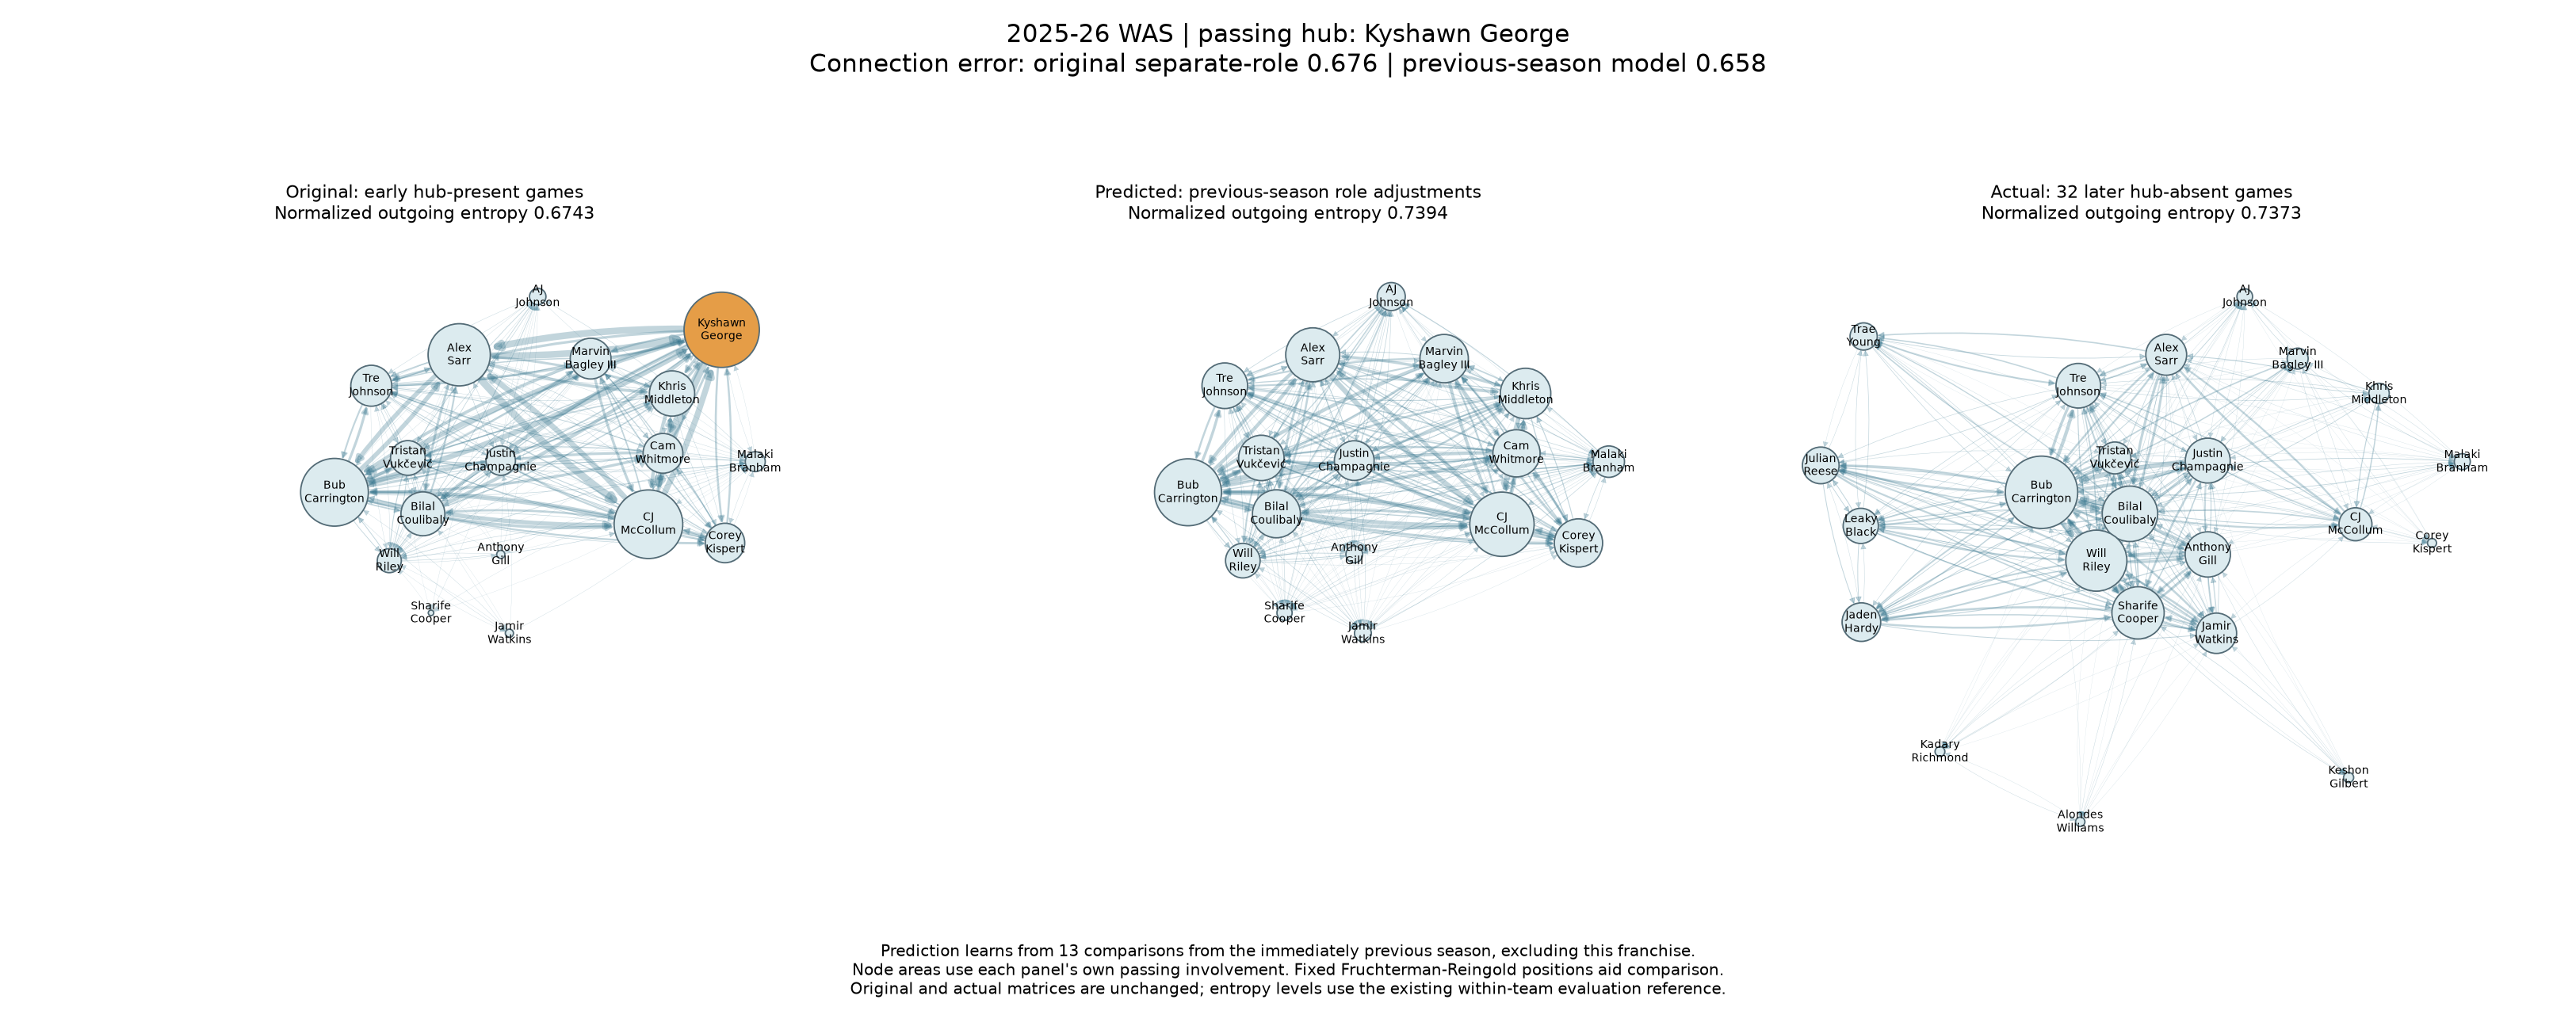 2025-26 WAS | passing hub: Kyshawn George
Connection error: original separate-role 0.676 | previous-season model 0.658
Original: early hub-present games
Normalized outgoing entropy 0.6743
AJ
Johnson
Kyshawn
George
Alex
Sarr
Marvin
Bagley III
Tre
Johnson
Khris
Middleton
Tristan
Vukčević
Justin
Champagnie
Cam
Whitmore
Malaki
Branham
Bub
Carrington
Bilal
Coulibaly
CJ
McCollum
Corey
Kispert
Will
Riley
Anthony
Gill
Sharife
Cooper
Jamir
Watkins
Predicted: previous-season role adjustments
Normalized outgoing entropy 0.7394
AJ
Johnson
Alex
Sarr
Marvin
Bagley III
Tre
Johnson
Khris
Middleton
Tristan
Vukčević
Justin
Champagnie
Cam
Whitmore
Malaki
Branham
Bub
Carrington
Bilal
Coulibaly
CJ
McCollum
Corey
Kispert
Will
Riley
Anthony
Gill
Sharife
Cooper
Jamir
Watkins
Actual: 32 later hub-absent games
Normalized outgoing entropy 0.7373
AJ
Johnson
Trae
Young
Alex
Sarr
Marvin
Bagley III
Tre
Johnson
Khris
Middleton
Julian
Reese
Tristan
Vukčević
Justin
Champagnie
Malaki
Branham
Bub
Carrington
Bilal
Coulibaly
Leaky
Black
CJ
McCollum
Corey
Kispert
Will
Riley
Anthony
Gill
Jaden
Hardy
Sharife
Cooper
Jamir
Watkins
Kadary
Richmond
Keshon
Gilbert
Alondes
Williams
Prediction learns from 13 comparisons from the immediately previous season, excluding this franchise.
Node areas use each panel's own passing involvement. Fixed Fruchterman-Reingold positions aid comparison.
Original and actual matrices are unchanged; entropy levels use the existing within-team evaluation reference.